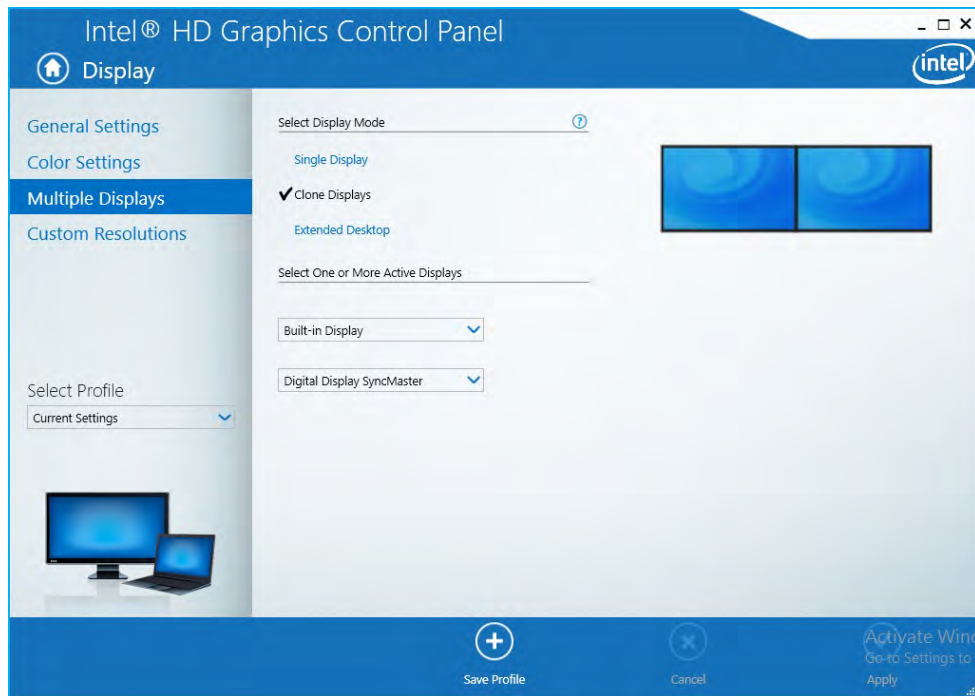 Intel® HD Graphics Control Panel
Display
intel
General Settings
Color Settings
Multiple Displays
Custom Resolutions
Select Profile
Current Settings
Select Display Mode
?
Single Display
Clone Displays
Extended Desktop
Select One or More Active Displays
Built-in Display
Digital Display SyncMaster
Save Profile
Cancel
Apply
Activate Win
Go to Settings to